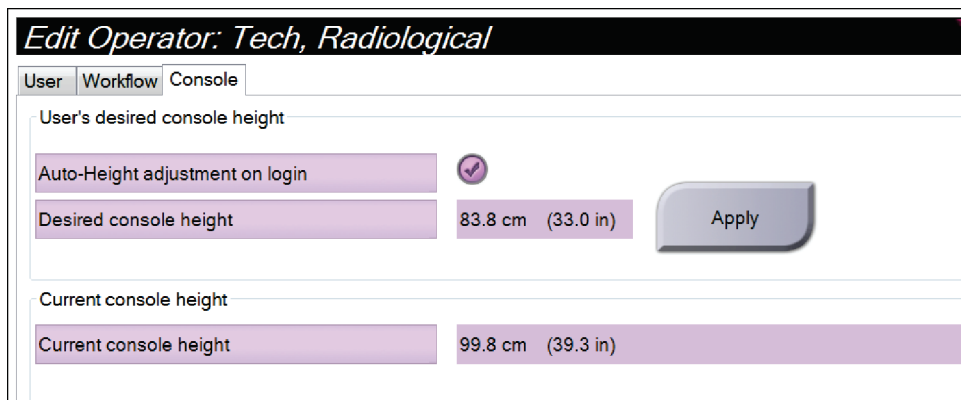 Edit Operator: Tech, Radiological
User Workflow Console
User's desired console height
Auto-Height adjustment on login
Desired console height 83.8 cm (33.0 in) Apply
Current console height
Current console height 99.8 cm (39.3 in)